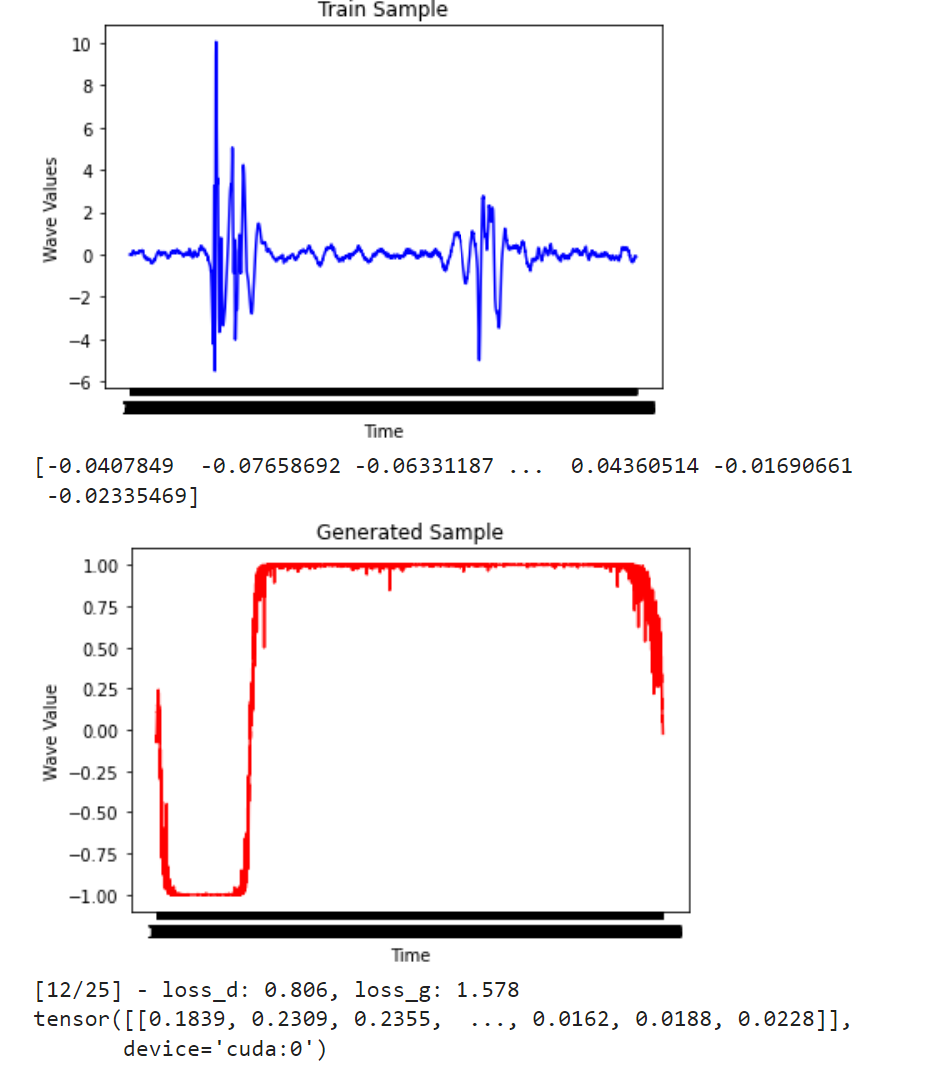 Train Sample
10
8
6
4
2
0
−2
−4
−6
Wave Values
Time
[-0.0407849  -0.07658692 -0.06331187 ...  0.04360514 -0.01690661
 -0.02335469]
Generated Sample
1.00
0.75
0.50
0.25
0.00
−0.25
−0.50
−0.75
−1.00
Wave Value
Time
[12/25] - loss_d: 0.806, loss_g: 1.578
tensor([[0.1839, 0.2309, 0.2355,  ..., 0.0162, 0.0188, 0.0228]],
       device='cuda:0')